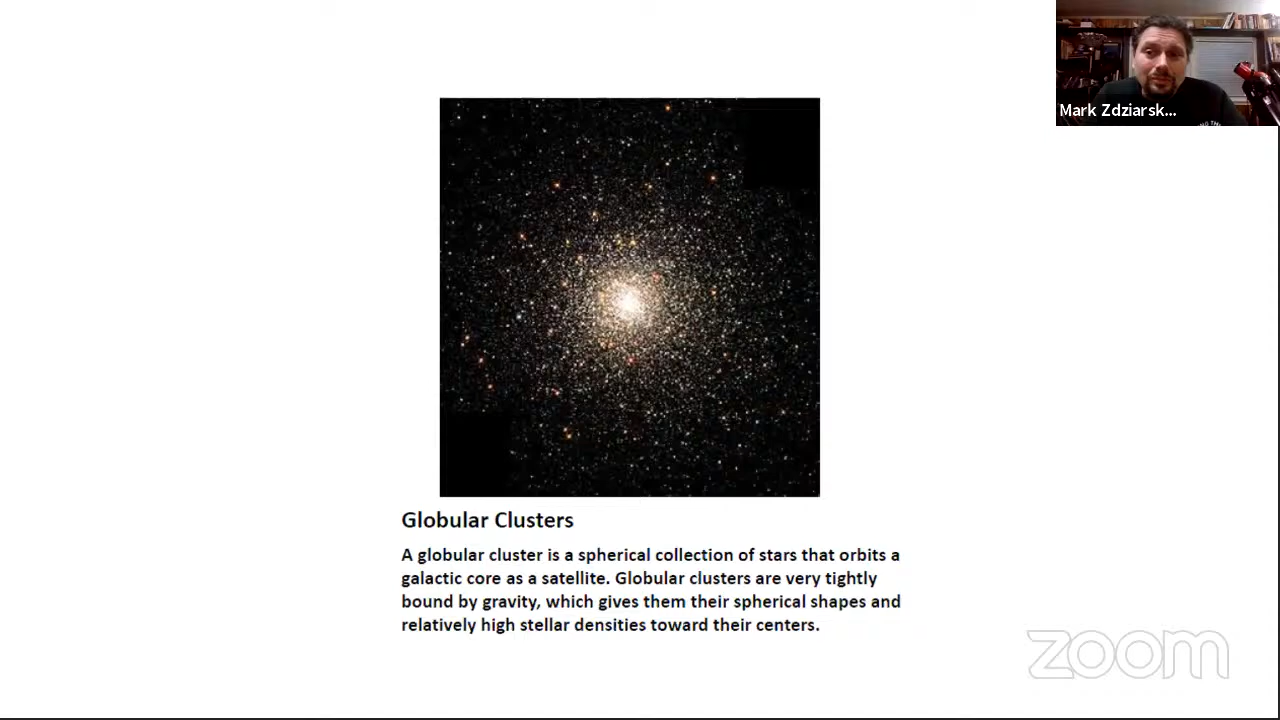 Mark Zdziarsk...
Globular Clusters
A globular cluster is a spherical collection of stars that orbits a
galactic core as a satellite. Globular clusters are very tightly
bound by gravity, which gives them their spherical shapes and
relatively high stellar densities toward their centers.
zoom